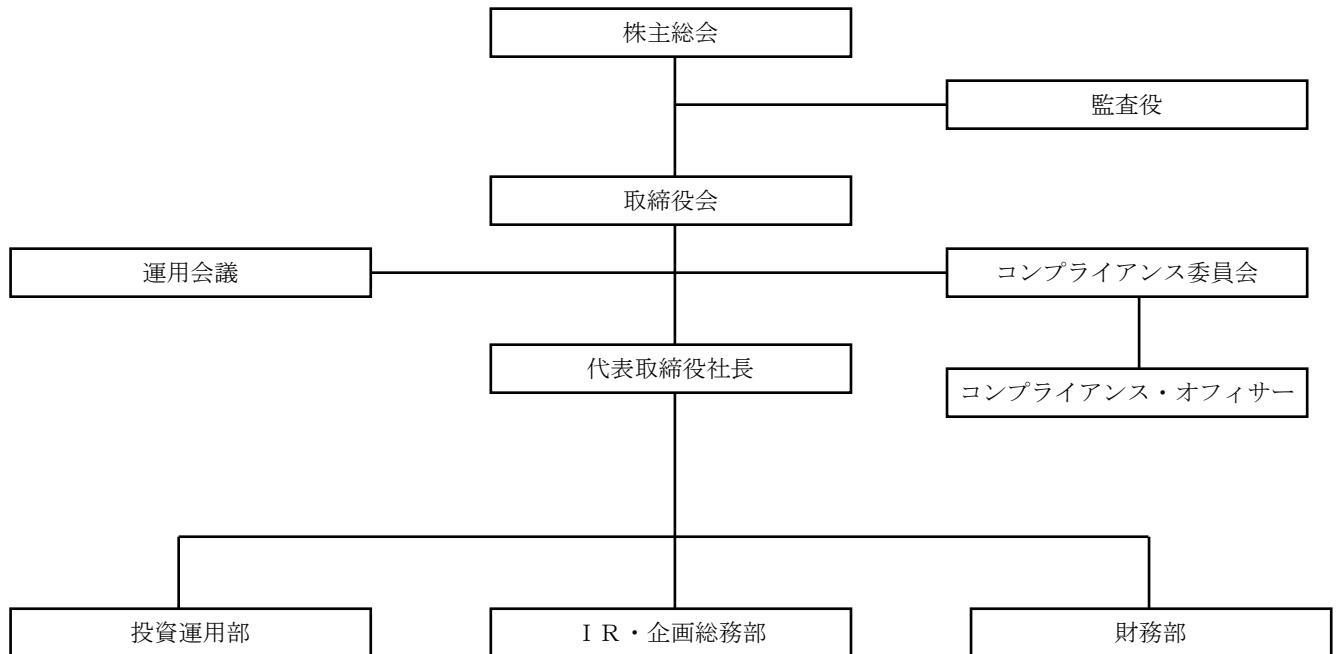 株主総会
監査役
取締役会
運用会議
コンプライアンス委員会
代表取締役社長
コンプライアンス・オフィサー
投資運用部
ＩＲ・企画総務部
財務部